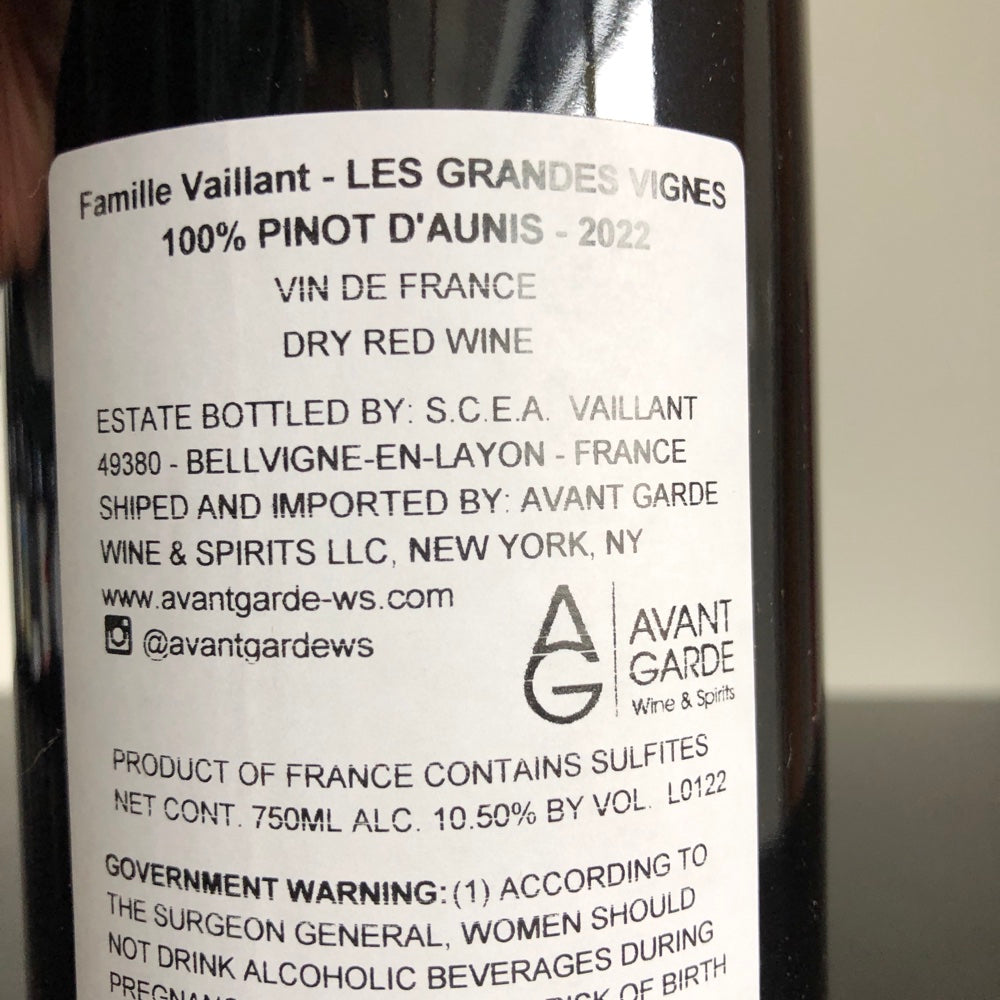 Famille Vaillant - LES GRANDES VIGNES
100% PINOT D'AUNIS - 2022
VIN DE FRANCE
DRY RED WINE
ESTATE BOTTLED BY: S.C.E.A. VAILLANT
49380 - BELLVIGNE-EN-LAYON - FRANCE
SHIPED AND IMPORTED BY: AVANT GARDE
WINE & SPIRITS LLC, NEW YORK, NY
www.avantgarde-ws.com
@avantgardews
AG
AVANT
GARDE
Wine & Spirits
PRODUCT OF FRANCE CONTAINS SULFITES
NET CONT. 750ML ALC. 10.50% BY VOL. L0122
GOVERNMENT WARNING: (1) ACCORDING TO
THE SURGEON GENERAL, WOMEN SHOULD
NOT DRINK ALCOHOLIC BEVERAGES DURING
OF BIRTH